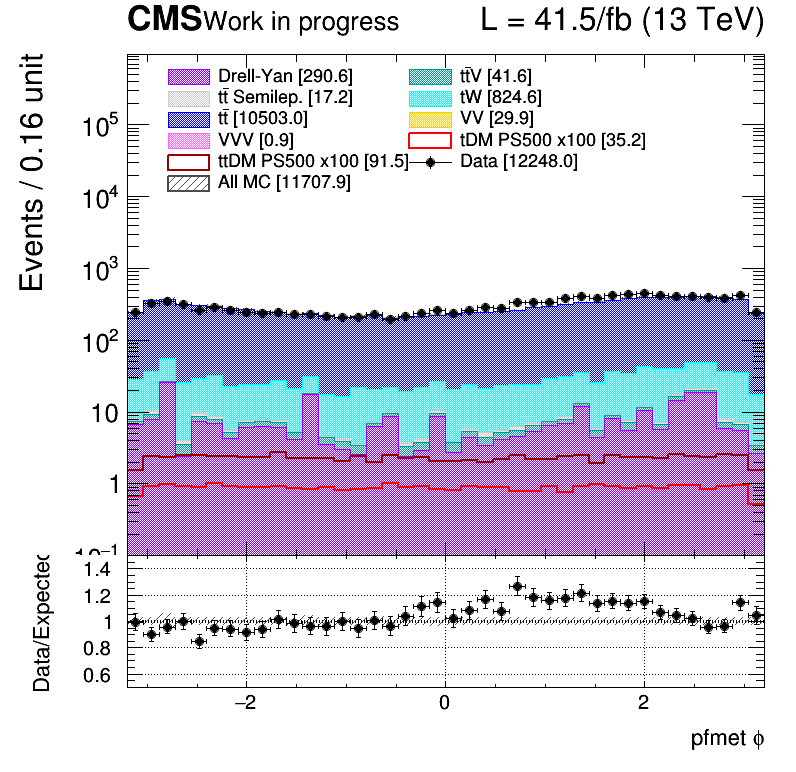 CMS Work in progress L = 41.5/fb (13 TeV)
Events / 0.16 unit
Drell-Yan [290.6] tt̄V [41.6]
tt̄ Semilep. [17.2] tW [824.6]
tt̄ [10503.0] VV [29.9]
VVV [0.9] tDM PS500 x100 [35.2]
ttDM PS500 x100 [91.5] Data [12248.0]
All MC [11707.9]
10⁵
10⁴
10³
10²
10
1
10⁻¹
Data/Expected
1.4
1.2
1
0.8
0.6
−2 0 2
pfmet ϕ